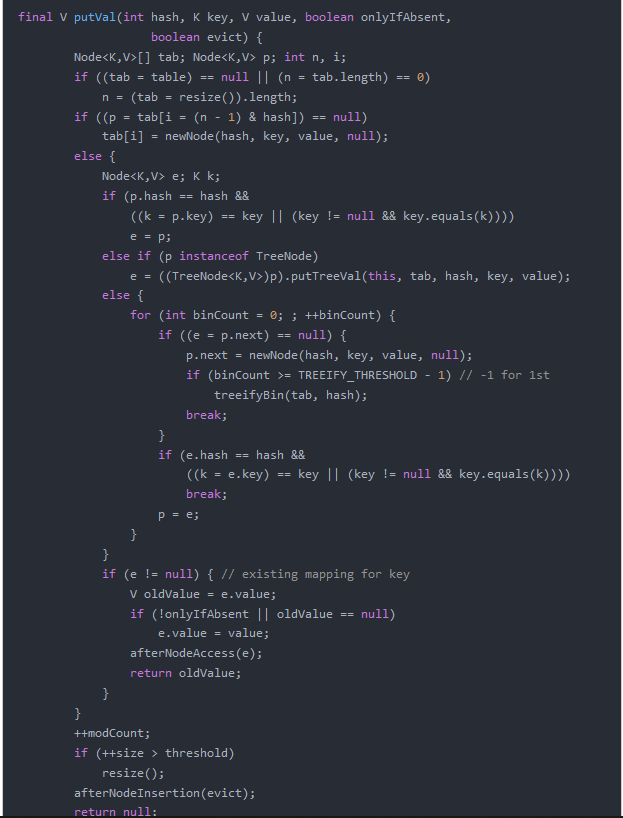 final V putVal(int hash, K key, V value, boolean onlyIfAbsent,
boolean evict) {
Node<K,V>[] tab; Node<K,V> p; int n, i;
if ((tab = table) == null || (n = tab.length) == 0)
n = (tab = resize()).length;
if ((p = tab[i = (n - 1) & hash]) == null)
tab[i] = newNode(hash, key, value, null);
else {
Node<K,V> e; K k;
if (p.hash == hash &&
((k = p.key) == key || (key != null && key.equals(k))))
e = p;
else if (p instanceof TreeNode)
e = ((TreeNode<K,V>)p).putTreeVal(this, tab, hash, key, value);
else {
for (int binCount = 0; ; ++binCount) {
if ((e = p.next) == null) {
p.next = newNode(hash, key, value, null);
if (binCount >= TREEIFY_THRESHOLD - 1) // -1 for 1st
treeifyBin(tab, hash);
break;
}
if (e.hash == hash &&
((k = e.key) == key || (key != null && key.equals(k))))
break;
p = e;
}
}
if (e != null) { // existing mapping for key
V oldValue = e.value;
if (!onlyIfAbsent || oldValue == null)
e.value = value;
afterNodeAccess(e);
return oldValue;
}
}
++modCount;
if (++size > threshold)
resize();
afterNodeInsertion(evict);
return null;